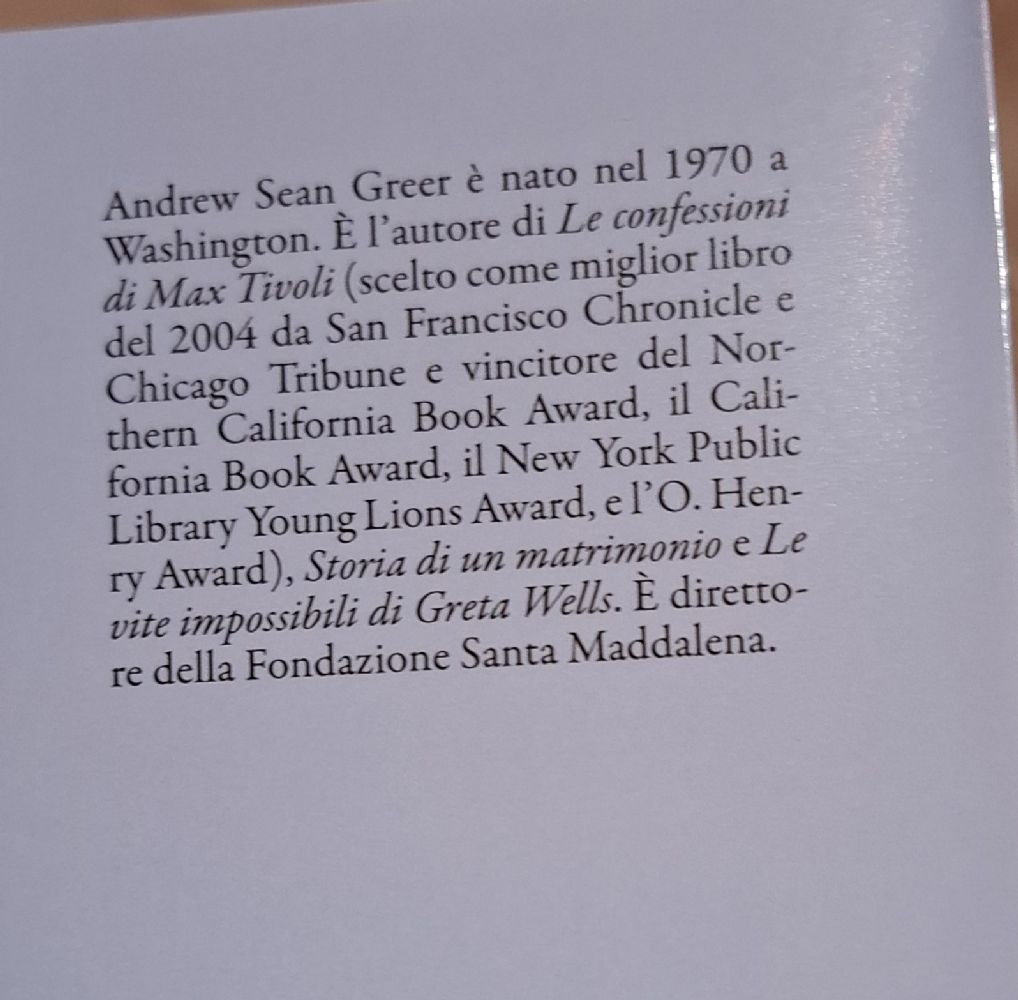 Andrew Sean Greer è nato nel 1970 a
Washington. È l'autore di Le confessioni
di Max Tivoli (scelto come miglior libro
del 2004 da San Francisco Chronicle e
Chicago Tribune e vincitore del Nor-
thern California Book Award, il Cali-
fornia Book Award, il New York Public
Library Young Lions Award, e l'O. Hen-
ry Award), Storia di un matrimonio e Le
vite impossibili di Greta Wells. È diretto-
re della Fondazione Santa Maddalena.